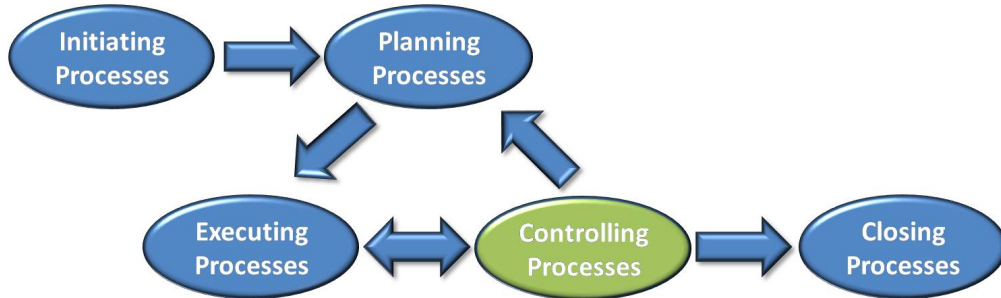 Initiating
Processes
Planning
Processes
Executing
Processes
Controlling
Processes
Closing
Processes